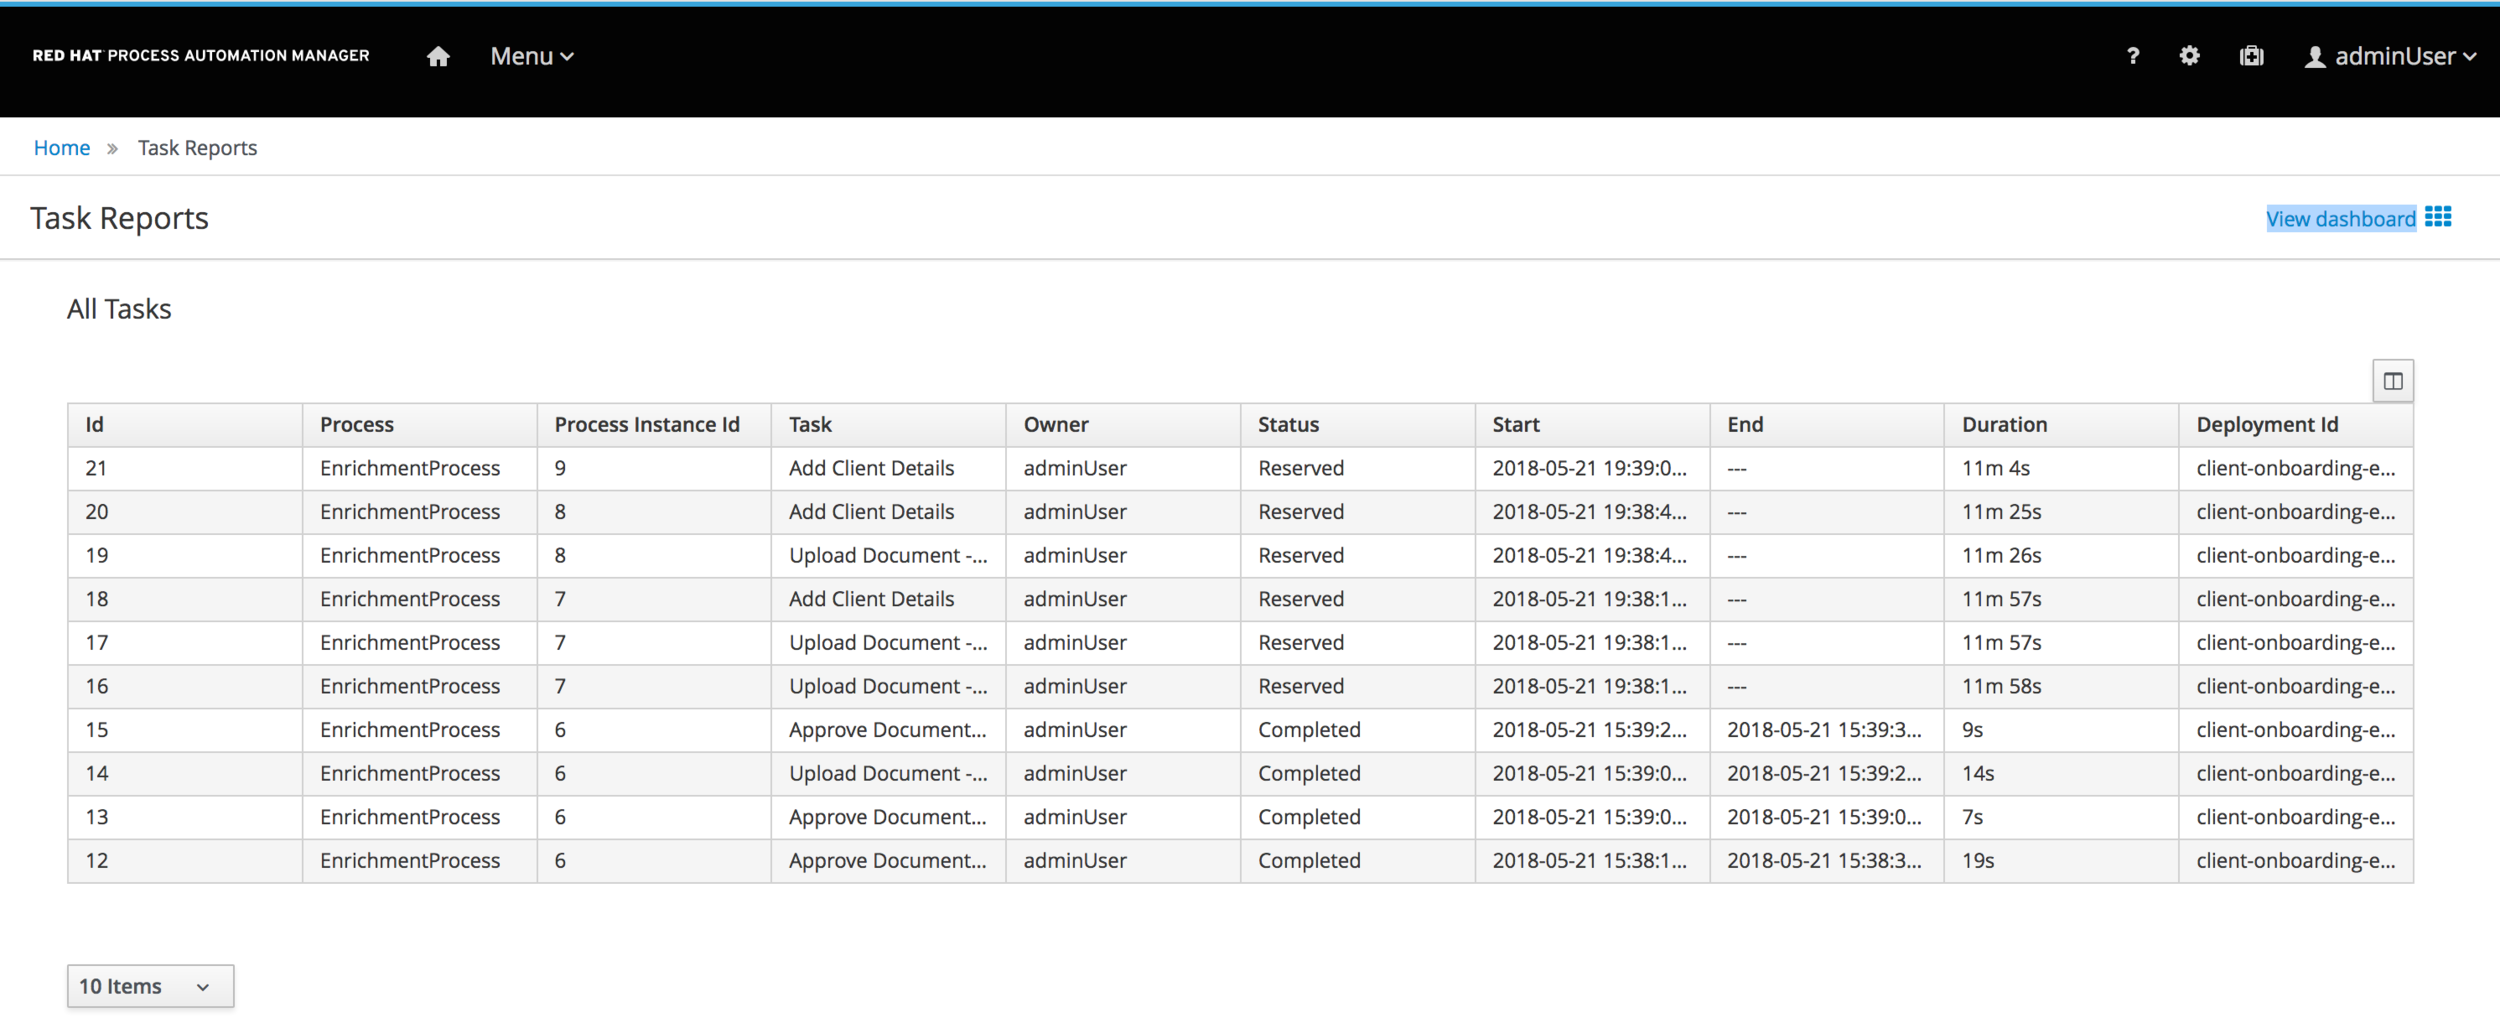 RED HAT PROCESS AUTOMATION MANAGER Menu ? adminUser
Home » Task Reports
Task Reports View dashboard
All Tasks
Id Process Process Instance Id Task Owner Status Start End Duration Deployment Id
21 EnrichmentProcess 9 Add Client Details adminUser Reserved 2018-05-21 19:39:0... --- 11m 4s client-onboarding-e...
20 EnrichmentProcess 8 Add Client Details adminUser Reserved 2018-05-21 19:38:4... --- 11m 25s client-onboarding-e...
19 EnrichmentProcess 8 Upload Document -... adminUser Reserved 2018-05-21 19:38:4... --- 11m 26s client-onboarding-e...
18 EnrichmentProcess 7 Add Client Details adminUser Reserved 2018-05-21 19:38:1... --- 11m 57s client-onboarding-e...
17 EnrichmentProcess 7 Upload Document -... adminUser Reserved 2018-05-21 19:38:1... --- 11m 57s client-onboarding-e...
16 EnrichmentProcess 7 Upload Document -... adminUser Reserved 2018-05-21 19:38:1... --- 11m 58s client-onboarding-e...
15 EnrichmentProcess 6 Approve Document... adminUser Completed 2018-05-21 15:39:2... 2018-05-21 15:39:3... 9s client-onboarding-e...
14 EnrichmentProcess 6 Upload Document -... adminUser Completed 2018-05-21 15:39:0... 2018-05-21 15:39:2... 14s client-onboarding-e...
13 EnrichmentProcess 6 Approve Document... adminUser Completed 2018-05-21 15:39:0... 2018-05-21 15:39:0... 7s client-onboarding-e...
12 EnrichmentProcess 6 Approve Document... adminUser Completed 2018-05-21 15:38:1... 2018-05-21 15:38:3... 19s client-onboarding-e...
10 Items